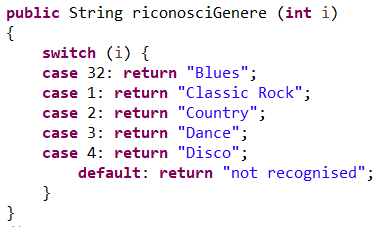 public String riconosciGenere (int i)
{
    switch (i) {
    case 32: return "Blues";
    case 1: return "Classic Rock";
    case 2: return "Country";
    case 3: return "Dance";
    case 4: return "Disco";
        default: return "not recognised";
    }
}